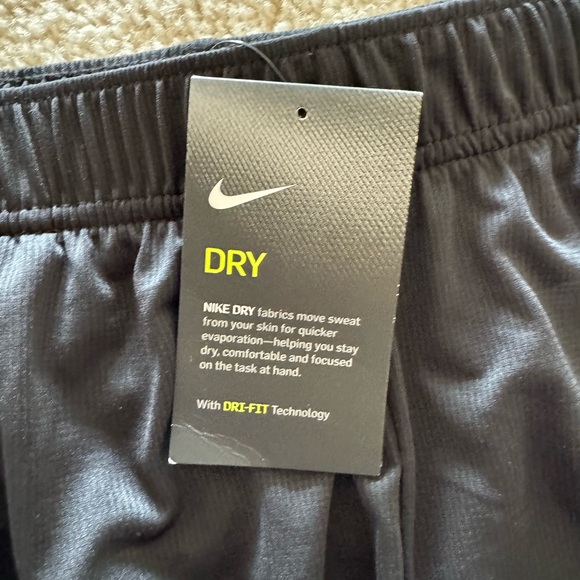 DRY
NIKE DRY fabrics move sweat
from your skin for quicker
evaporation—helping you stay
dry, comfortable and focused
on the task at hand.
With DRI-FIT Technology